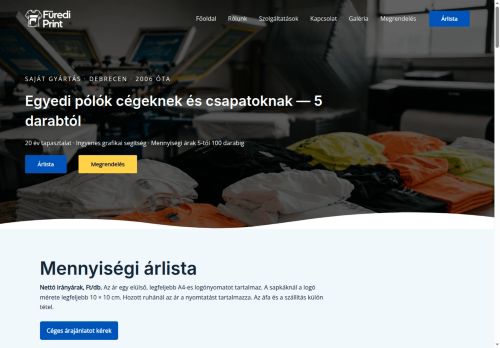 Füredi Print
Főoldal Rólunk Szolgáltatások Kapcsolat Galéria Megrendelés Árlista
SAJÁT GYÁRTÁS · DEBRECEN · 2006 ÓTA
Egyedi pólók cégeknek és csapatoknak — 5
darabtól
20 év tapasztalat · Ingyenes grafikai segítség · Mennyiségi árak 5-től 100 darabig
Árlista Megrendelés
Mennyiségi árlista
Nettó irányárak, Ft/db. Az ár egy elülső, legfeljebb A4-es logónyomatot tartalmaz. A sapkáknál a logó
mérete legfeljebb 10 × 10 cm. Hozott ruhánál az ár a nyomtatást tartalmazza. Az áfa és a szállítás külön
tétel.
Céges árajánlatot kérek